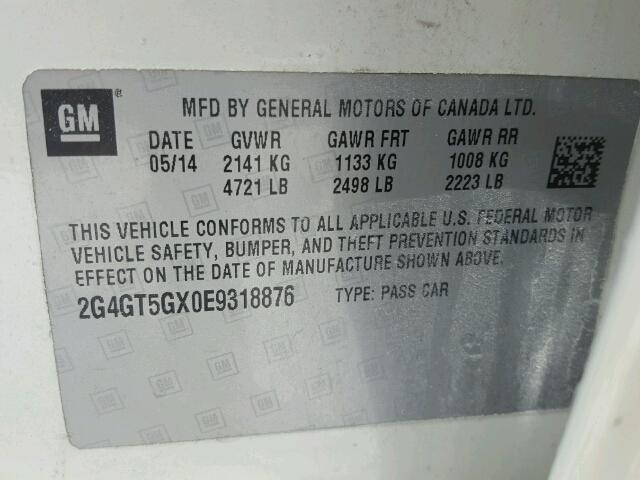 GM®
MFD BY GENERAL MOTORS OF CANADA LTD.
DATE GVWR GAWR FRT GAWR RR
05/14 2141 KG 1133 KG 1008 KG
4721 LB 2498 LB 2223 LB
THIS VEHICLE CONFORMS TO ALL APPLICABLE U.S. FEDERAL MOTOR
VEHICLE SAFETY, BUMPER, AND THEFT PREVENTION STANDARDS IN
EFFECT ON THE DATE OF MANUFACTURE SHOWN ABOVE.
2G4GT5GX0E9318876 TYPE: PASS CAR